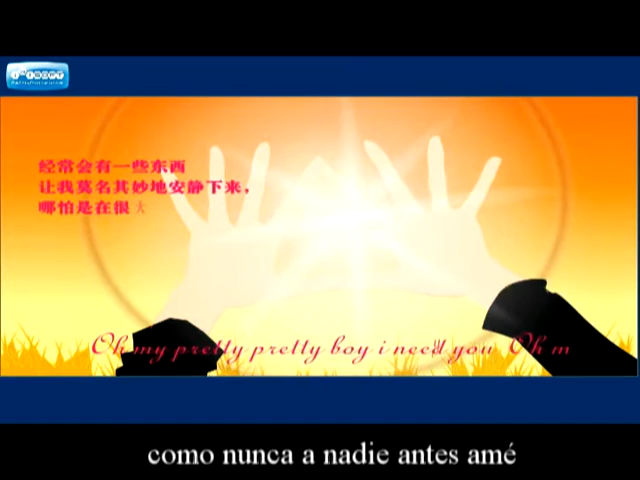 经常会有一些东西
让我莫名其妙地安静下来，
哪怕是在很大
Oh my pretty pretty boy i need you Oh m
como nunca a nadie antes amé